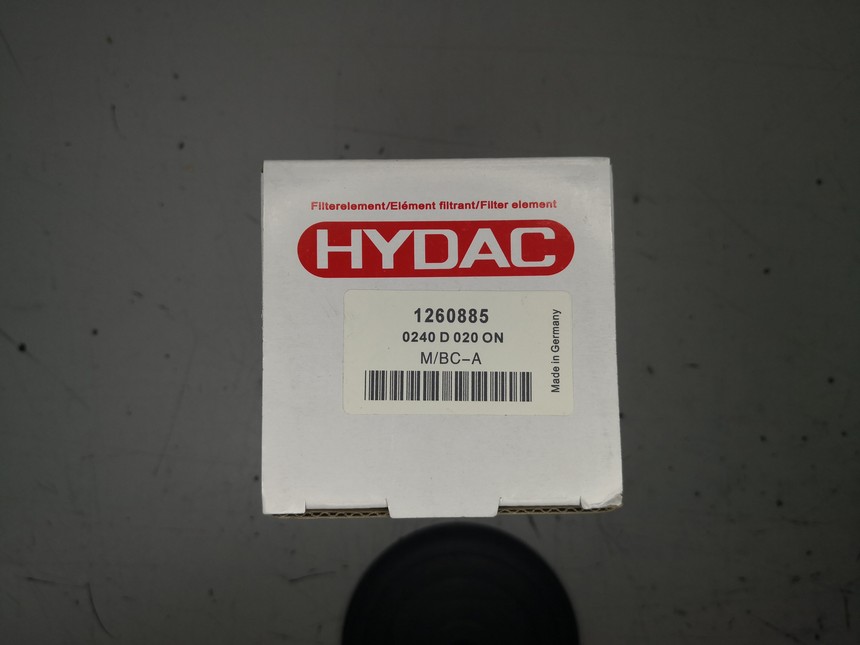 Filterelement/Elément filtrant/Filter element
HYDAC
1260885
0240 D 020 ON
M/BC-A
Made in Germany